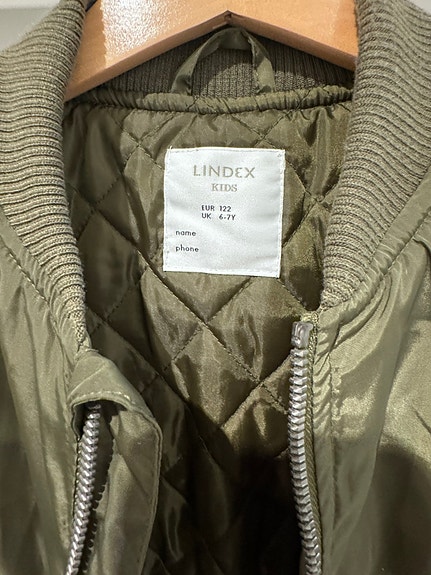 LINDEX
KIDS
EUR 122
UK 6-7Y
name
phone